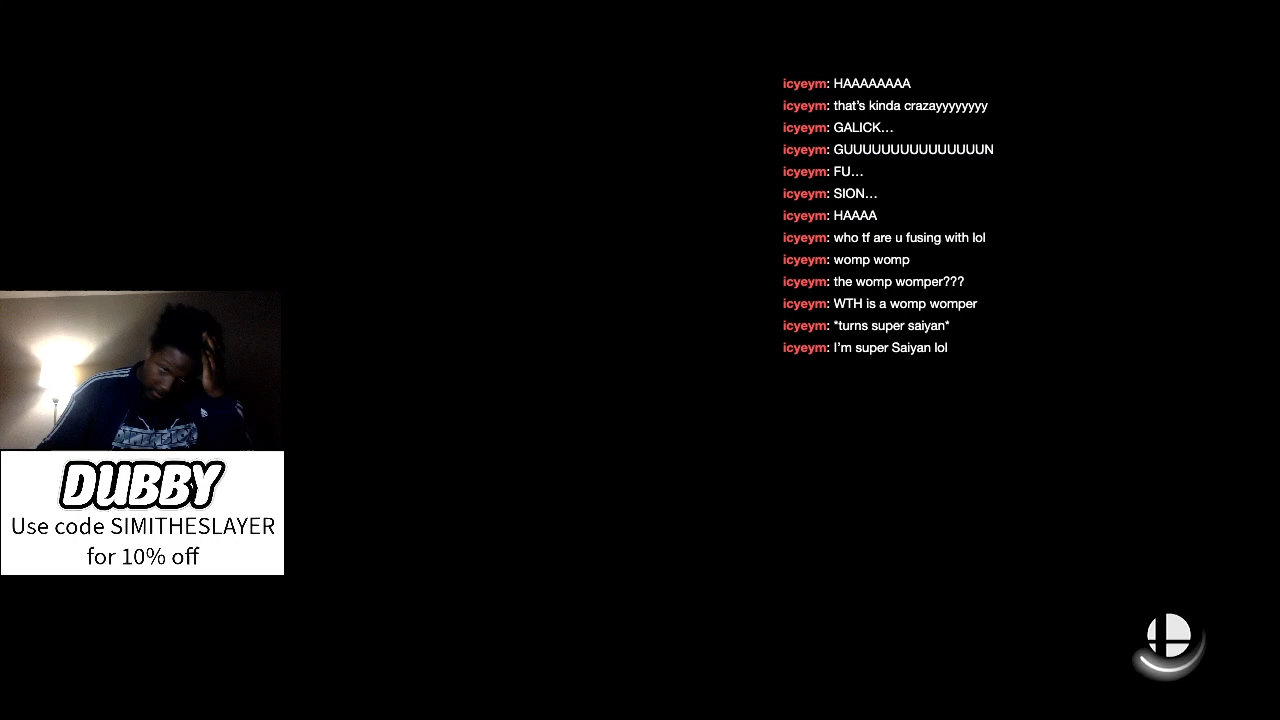 icyeym: HAAAAAAAA
icyeym: that's kinda crazayyyyyyyy
icyeym: GALICK...
icyeym: GUUUUUUUUUUUUUUUN
icyeym: FU...
icyeym: SION...
icyeym: HAAAA
icyeym: who tf are u fusing with lol
icyeym: womp womp
icyeym: the womp womper???
icyeym: WTH is a womp womper
icyeym: *turns super saiyan*
icyeym: I'm super Saiyan lol
DIMENSION
DUBBY
Use code SIMITHESLAYER
for 10% off